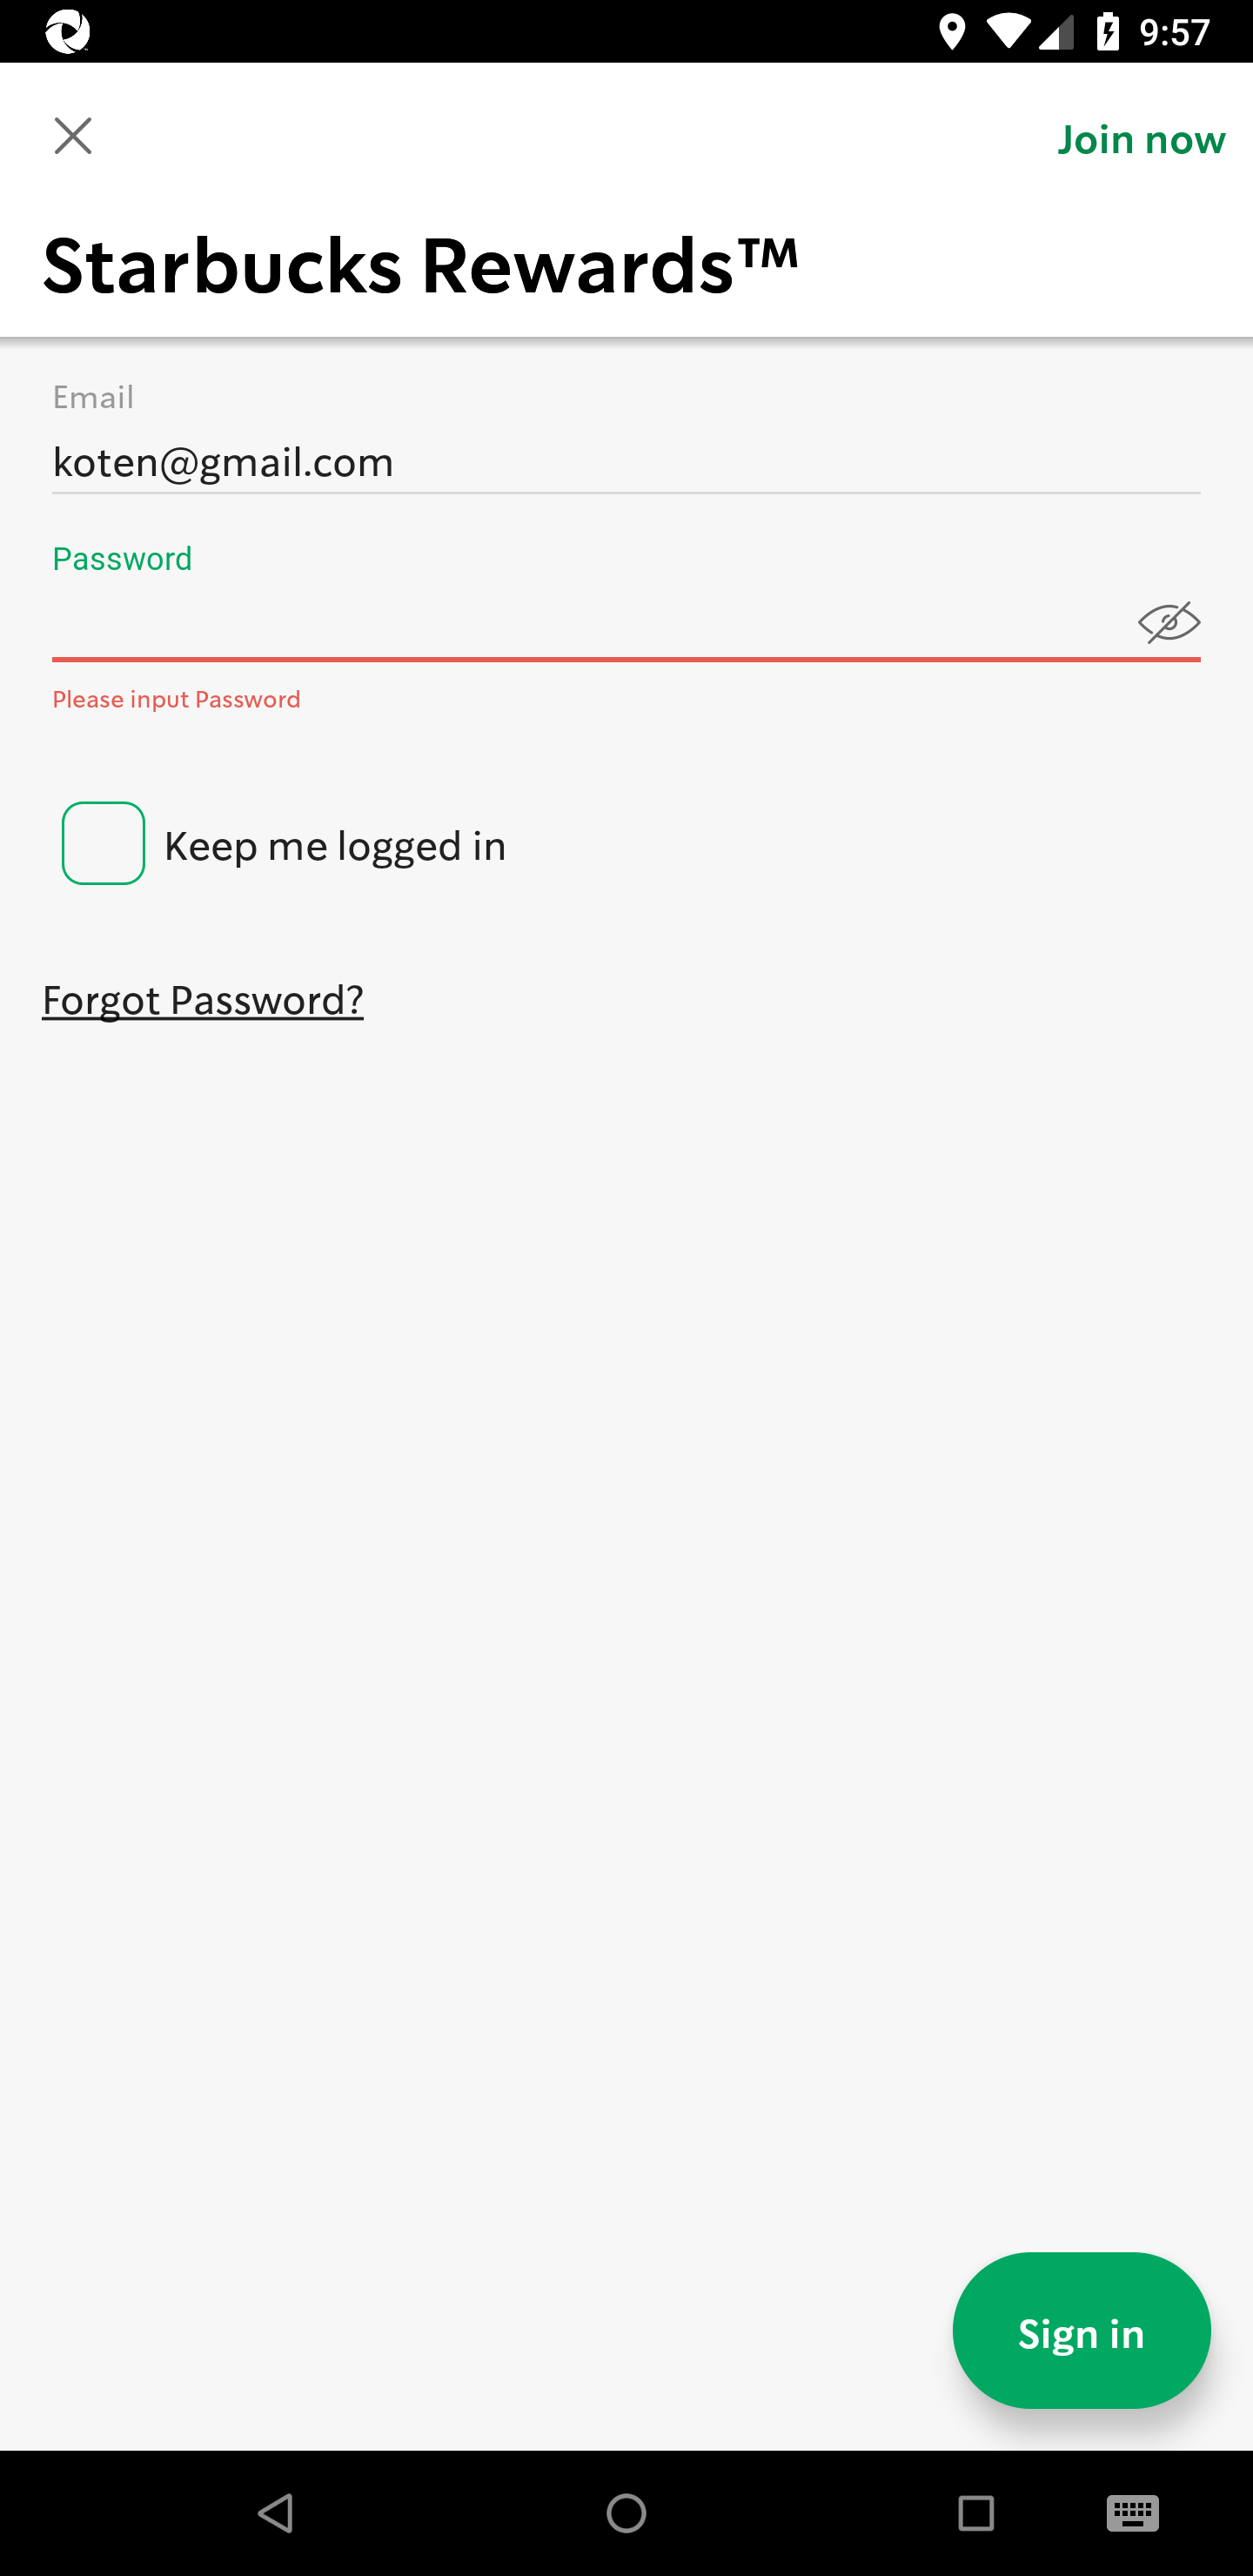 9:57
Join now
Starbucks Rewards™
Email
koten@gmail.com
Password
Please input Password
Keep me logged in
Forgot Password?
Sign in